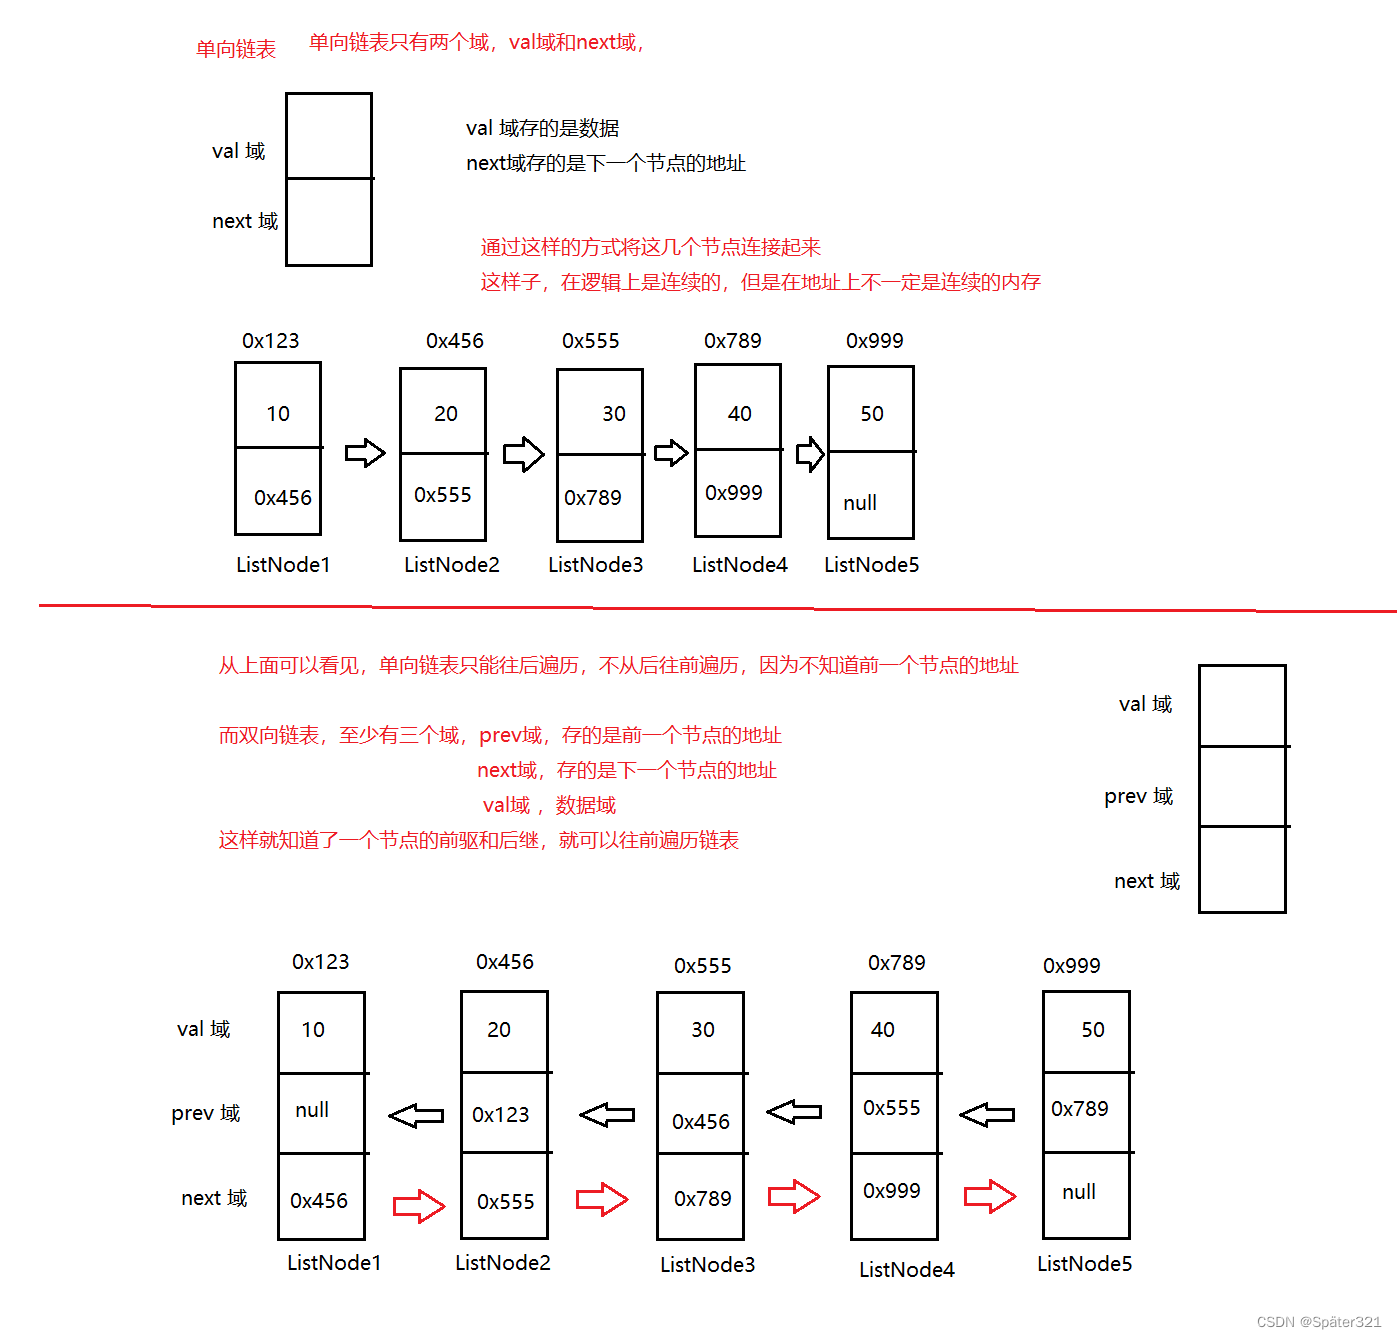 单向链表
单向链表只有两个域，val域和next域，
val 域
next 域
val 域存的是数据
next域存的是下一个节点的地址
通过这样的方式将这几个节点连接起来
这样子，在逻辑上是连续的，但是在地址上不一定是连续的内存
0x123 0x456 0x555 0x789 0x999
10 20 30 40 50
0x456 0x555 0x789 0x999 null
ListNode1 ListNode2 ListNode3 ListNode4 ListNode5
从上面可以看见，单向链表只能往后遍历，不从后往前遍历，因为不知道前一个节点的地址
而双向链表，至少有三个域，prev域，存的是前一个节点的地址
next域，存的是下一个节点的地址
val域 ，数据域
这样就知道了一个节点的前驱和后继，就可以往前遍历链表
val 域
prev 域
next 域
0x123 0x456 0x555 0x789 0x999
val 域 10 20 30 40 50
prev 域 null 0x123 0x456 0x555 0x789
next 域 0x456 0x555 0x789 0x999 null
ListNode1 ListNode2 ListNode3 ListNode4 ListNode5
CSDN @Später321